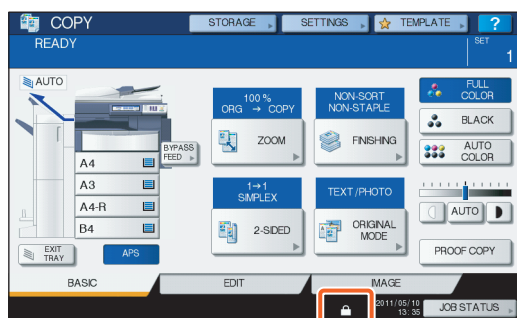 COPY
STORAGE
SETTINGS
TEMPLATE
?
READY
SET
1
AUTO
BYPASS
FEED
A4
A3
A4-R
B4
EXIT
TRAY
APS
100 %
ORG → COPY
ZOOM
NON-SORT
NON-STAPLE
FINISHING
1→1
SIMPLEX
2-SIDED
TEXT/PHOTO
ORIGINAL
MODE
FULL
COLOR
BLACK
AUTO
COLOR
AUTO
PROOF COPY
BASIC
EDIT
IMAGE
2011/05/10
13:35
JOB STATUS